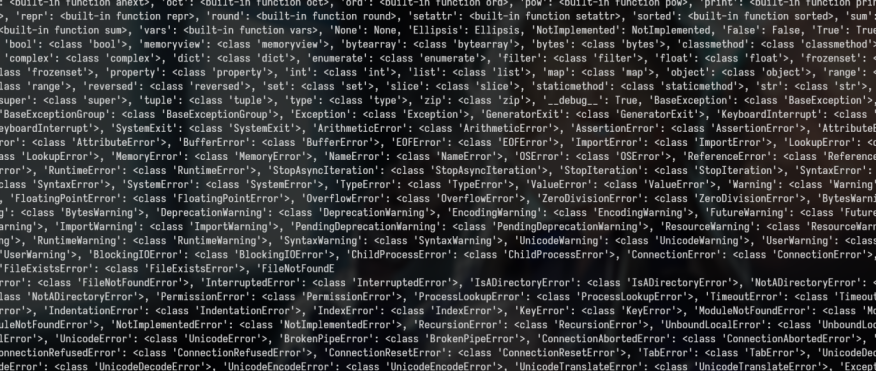 : <built-in function anext>, 'oct': <built-in function oct>, 'ord': <built-in function ord>, 'pow': <built-in function pow>, 'print': <built-in function prin
>, 'repr': <built-in function repr>, 'round': <built-in function round>, 'setattr': <built-in function setattr>, 'sorted': <built-in function sorted>, 'sum':
<built-in function sum>, 'vars': <built-in function vars>, 'None': None, 'Ellipsis': Ellipsis, 'NotImplemented': NotImplemented, 'False': False, 'True': True
'bool': <class 'bool'>, 'memoryview': <class 'memoryview'>, 'bytearray': <class 'bytearray'>, 'bytes': <class 'bytes'>, 'classmethod': <class 'classmethod'
'complex': <class 'complex'>, 'dict': <class 'dict'>, 'enumerate': <class 'enumerate'>, 'filter': <class 'filter'>, 'float': <class 'float'>, 'frozenset':
lass 'frozenset'>, 'property': <class 'property'>, 'int': <class 'int'>, 'list': <class 'list'>, 'map': <class 'map'>, 'object': <class 'object'>, 'range': <
lass 'range'>, 'reversed': <class 'reversed'>, 'set': <class 'set'>, 'slice': <class 'slice'>, 'staticmethod': <class 'staticmethod'>, 'str': <class 'str'>,
super': <class 'super'>, 'tuple': <class 'tuple'>, 'type': <class 'type'>, 'zip': <class 'zip'>, '__debug__': True, 'BaseException': <class 'BaseException'>,
'BaseExceptionGroup': <class 'BaseExceptionGroup'>, 'Exception': <class 'Exception'>, 'GeneratorExit': <class 'GeneratorExit'>, 'KeyboardInterrupt': <class
eyboardInterrupt'>, 'SystemExit': <class 'SystemExit'>, 'ArithmeticError': <class 'ArithmeticError'>, 'AssertionError': <class 'AssertionError'>, 'AttributeE
ror': <class 'AttributeError'>, 'BufferError': <class 'BufferError'>, 'EOFError': <class 'EOFError'>, 'ImportError': <class 'ImportError'>, 'LookupError': <c
ass 'LookupError'>, 'MemoryError': <class 'MemoryError'>, 'NameError': <class 'NameError'>, 'OSError': <class 'OSError'>, 'ReferenceError': <class 'Reference
rror'>, 'RuntimeError': <class 'RuntimeError'>, 'StopAsyncIteration': <class 'StopAsyncIteration'>, 'StopIteration': <class 'StopIteration'>, 'SyntaxError':
<class 'SyntaxError'>, 'SystemError': <class 'SystemError'>, 'TypeError': <class 'TypeError'>, 'ValueError': <class 'ValueError'>, 'Warning': <class 'Warning'
, 'FloatingPointError': <class 'FloatingPointError'>, 'OverflowError': <class 'OverflowError'>, 'ZeroDivisionError': <class 'ZeroDivisionError'>, 'BytesWarni
g': <class 'BytesWarning'>, 'DeprecationWarning': <class 'DeprecationWarning'>, 'EncodingWarning': <class 'EncodingWarning'>, 'FutureWarning': <class 'Future
arning'>, 'ImportWarning': <class 'ImportWarning'>, 'PendingDeprecationWarning': <class 'PendingDeprecationWarning'>, 'ResourceWarning': <class 'ResourceWarn
ng'>, 'RuntimeWarning': <class 'RuntimeWarning'>, 'SyntaxWarning': <class 'SyntaxWarning'>, 'UnicodeWarning': <class 'UnicodeWarning'>, 'UserWarning': <class
'UserWarning'>, 'BlockingIOError': <class 'BlockingIOError'>, 'ChildProcessError': <class 'ChildProcessError'>, 'ConnectionError': <class 'ConnectionError'>,
'FileExistsError': <class 'FileExistsError'>, 'FileNotFoundE
rror': <class 'FileNotFoundError'>, 'InterruptedError': <class 'InterruptedError'>, 'IsADirectoryError': <class 'IsADirectoryError'>, 'NotADirectoryError': <
lass 'NotADirectoryError'>, 'PermissionError': <class 'PermissionError'>, 'ProcessLookupError': <class 'ProcessLookupError'>, 'TimeoutError': <class 'Timeout
rror'>, 'IndentationError': <class 'IndentationError'>, 'IndexError': <class 'IndexError'>, 'KeyError': <class 'KeyError'>, 'ModuleNotFoundError': <class 'Mo
uleNotFoundError'>, 'NotImplementedError': <class 'NotImplementedError'>, 'RecursionError': <class 'RecursionError'>, 'UnboundLocalError': <class 'UnboundLoc
lError'>, 'UnicodeError': <class 'UnicodeError'>, 'BrokenPipeError': <class 'BrokenPipeError'>, 'ConnectionAbortedError': <class 'ConnectionAbortedError'>,
onnectionRefusedError': <class 'ConnectionRefusedError'>, 'ConnectionResetError': <class 'ConnectionResetError'>, 'TabError': <class 'TabError'>, 'UnicodeDec
deError': <class 'UnicodeDecodeError'>, 'UnicodeEncodeError': <class 'UnicodeEncodeError'>, 'UnicodeTranslateError': <class 'UnicodeTranslateError'>, 'Except